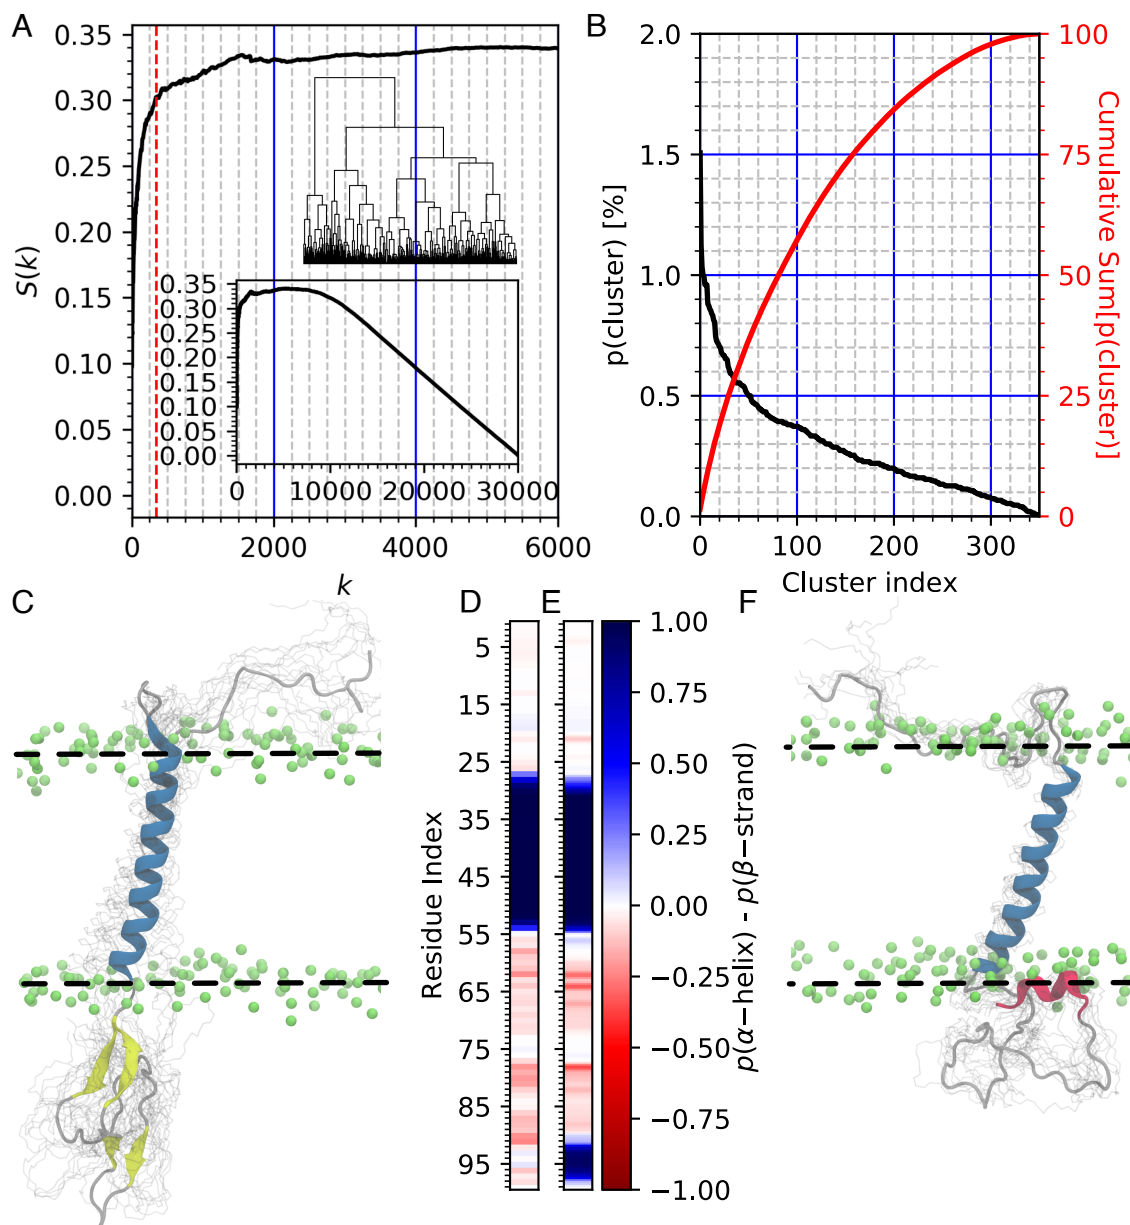 A
0.35
0.30
0.35
0.20
0.15
0.10
0.05
0.00
S(k)
0.35
0.30
0.25
0.20
0.15
0.10
0.05
0.00
0 10000 20000 30000
0 2000 4000 6000
k
B
2.0
1.5
1.0
0.5
0.0
p(cluster) [%]
100
75
50
25
0
Cumulative Sum[p(cluster)]
0 100 200 300
Cluster index
C
D
E
F
5
15
25
35
45
55
65
75
85
95
Residue Index
1.00
0.75
0.50
0.25
0.00
−0.25
−0.50
−0.75
−1.00
p(α−helix) - p(β−strand)